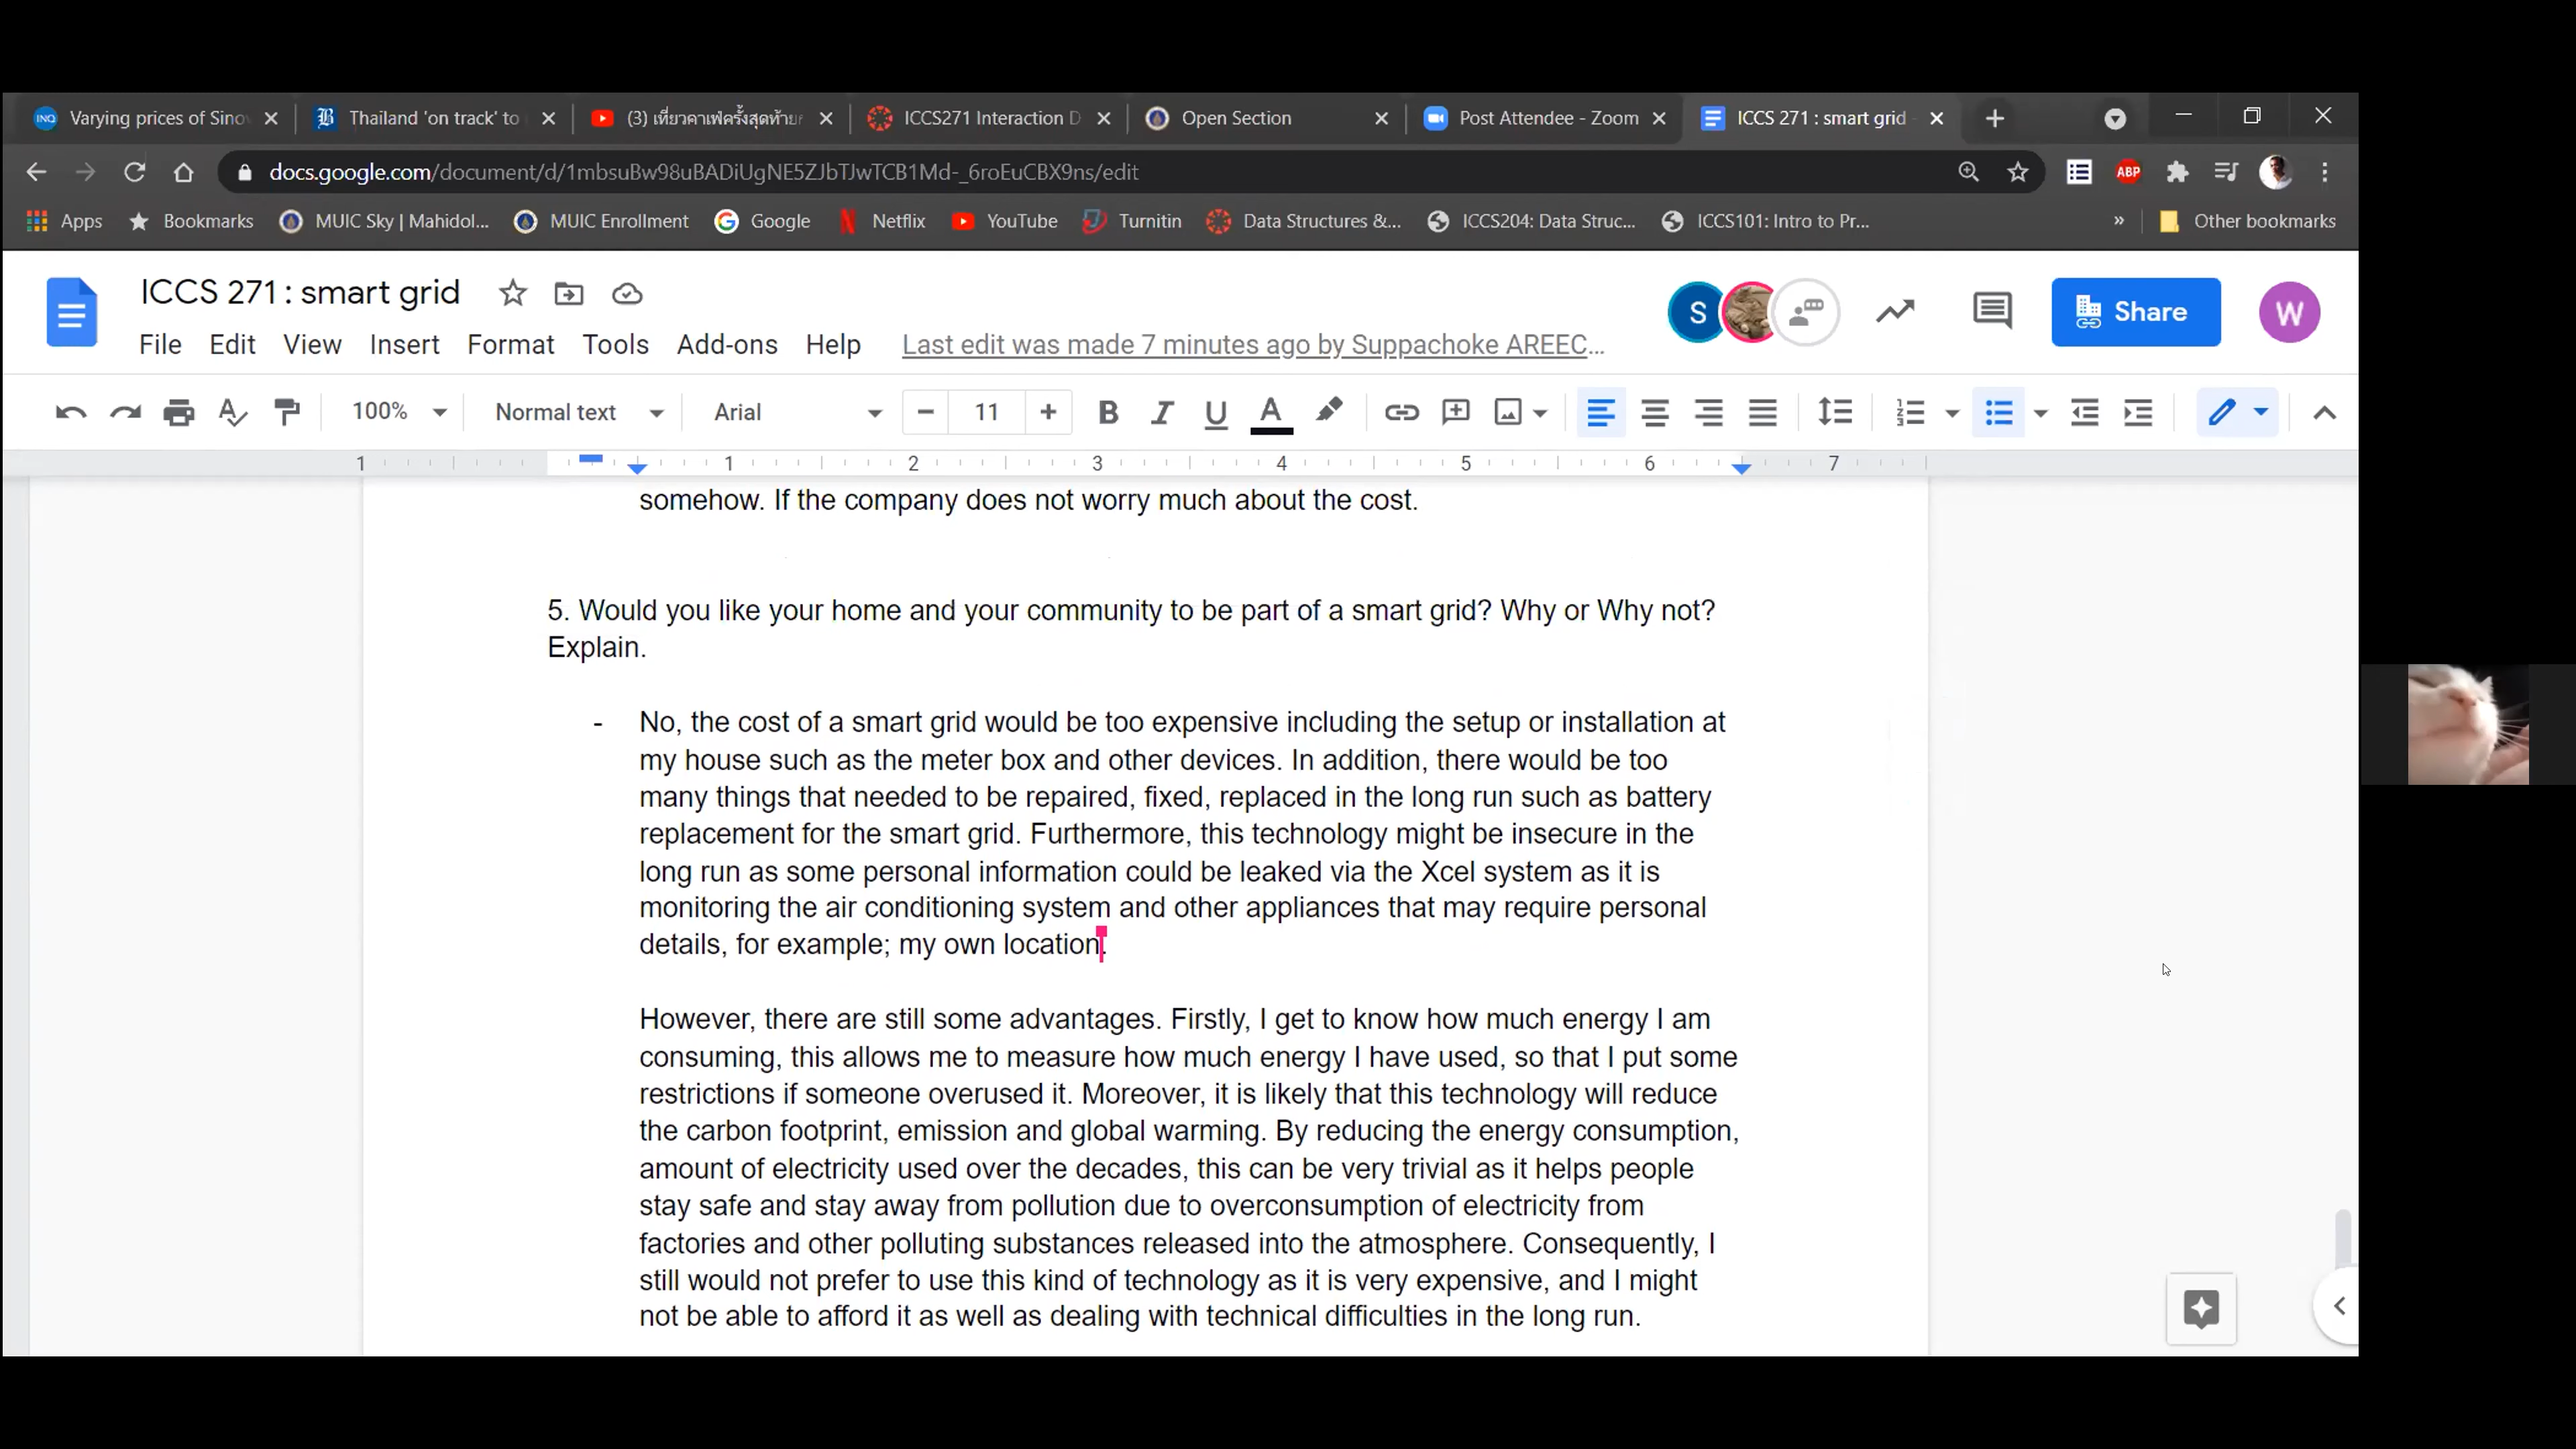 Varying prices of Sino
Thailand 'on track' to
(3) เที่ยวคาเฟ่ครั้งสุดท้าย
ICCS271 Interaction D
Open Section
Post Attendee - Zoom
ICCS 271 : smart grid
docs.google.com/document/d/1mbsuBw98uBADiUgNE5ZJbTJwTCB1Md-_6roEuCBX9ns/edit
ABP
Apps
Bookmarks
MUIC Sky | Mahidol...
MUIC Enrollment
Google
Netflix
YouTube
Turnitin
Data Structures &...
ICCS204: Data Struc...
ICCS101: Intro to Pr...
»
Other bookmarks
ICCS 271 : smart grid
S
Share
W
File Edit View Insert Format Tools Add-ons Help
Last edit was made 7 minutes ago by Suppachoke AREEC...
100% Normal text Arial 11 B I U A
1 1 2 3 4 5 6 7
somehow. If the company does not worry much about the cost.
5. Would you like your home and your community to be part of a smart grid? Why or Why not?
Explain.
- No, the cost of a smart grid would be too expensive including the setup or installation at
my house such as the meter box and other devices. In addition, there would be too
many things that needed to be repaired, fixed, replaced in the long run such as battery
replacement for the smart grid. Furthermore, this technology might be insecure in the
long run as some personal information could be leaked via the Xcel system as it is
monitoring the air conditioning system and other appliances that may require personal
details, for example; my own location.
However, there are still some advantages. Firstly, I get to know how much energy I am
consuming, this allows me to measure how much energy I have used, so that I put some
restrictions if someone overused it. Moreover, it is likely that this technology will reduce
the carbon footprint, emission and global warming. By reducing the energy consumption,
amount of electricity used over the decades, this can be very trivial as it helps people
stay safe and stay away from pollution due to overconsumption of electricity from
factories and other polluting substances released into the atmosphere. Consequently, I
still would not prefer to use this kind of technology as it is very expensive, and I might
not be able to afford it as well as dealing with technical difficulties in the long run.